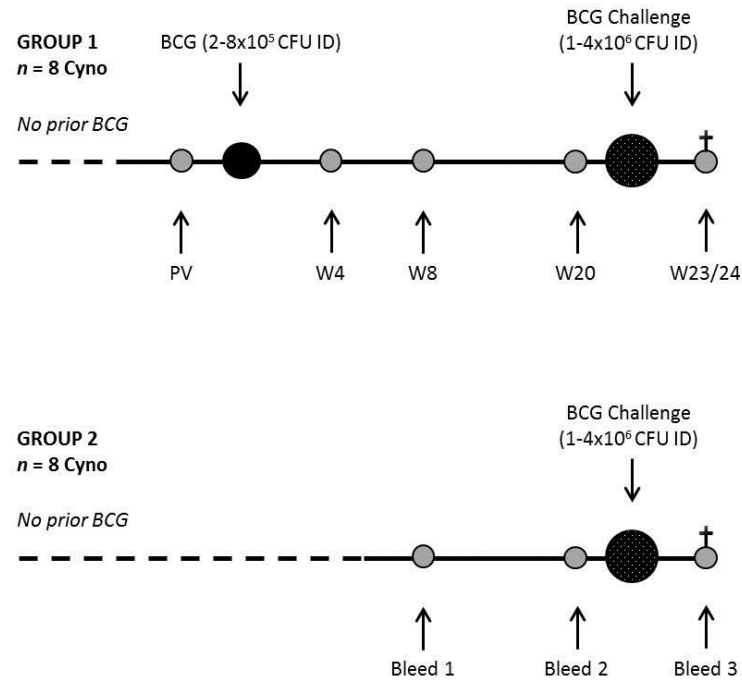 GROUP 1
n = 8 Cyno
No prior BCG
BCG (2-8x10⁵ CFU ID)
BCG Challenge
(1-4x10⁶ CFU ID)
PV
W4
W8
W20
W23/24
GROUP 2
n = 8 Cyno
No prior BCG
BCG Challenge
(1-4x10⁶ CFU ID)
Bleed 1
Bleed 2
Bleed 3